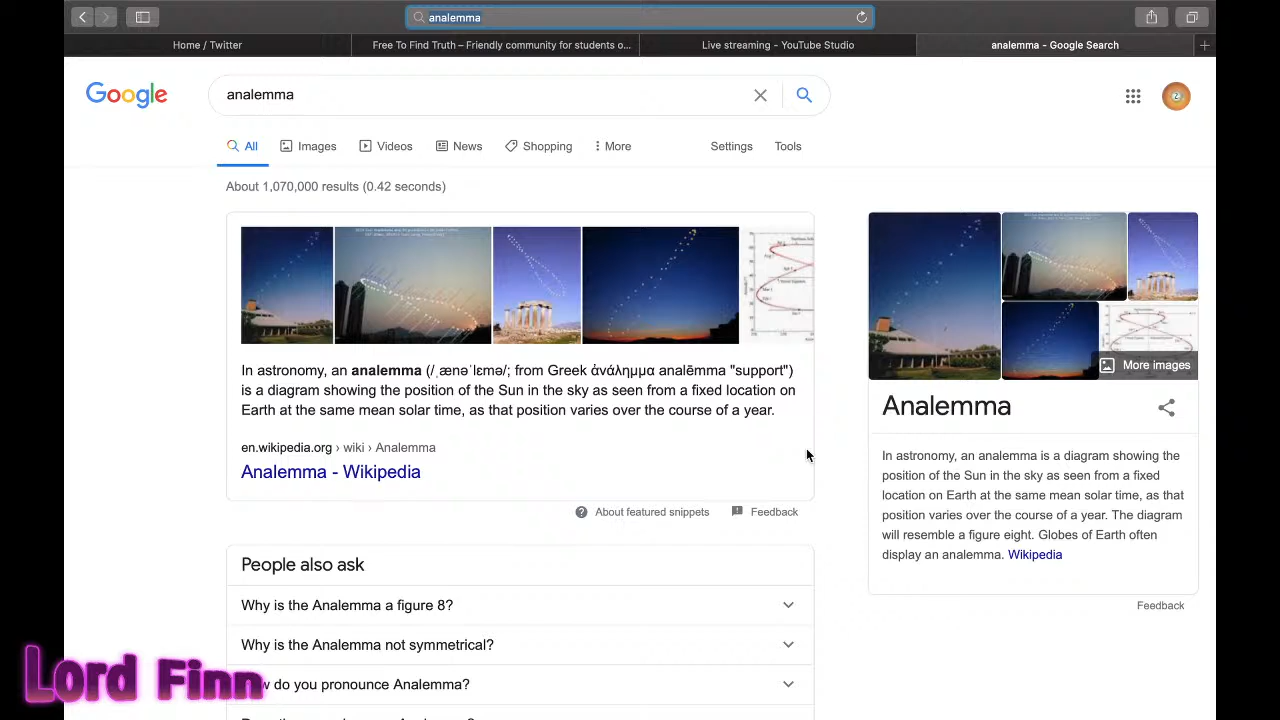 analemma
Home / Twitter
Free To Find Truth – Friendly community for students o...
Live streaming - YouTube Studio
analemma - Google Search
Google
analemma
All
Images
Videos
News
Shopping
More
Settings
Tools
About 1,070,000 results (0.42 seconds)
In astronomy, an analemma (/ˌænəˈlɛmə/; from Greek ἀνάλημμα analēmma "support")
is a diagram showing the position of the Sun in the sky as seen from a fixed location on
Earth at the same mean solar time, as that position varies over the course of a year.
en.wikipedia.org › wiki › Analemma
Analemma - Wikipedia
About featured snippets
Feedback
People also ask
Why is the Analemma a figure 8?
Why is the Analemma not symmetrical?
do you pronounce Analemma?
More images
Analemma
In astronomy, an analemma is a diagram showing the
position of the Sun in the sky as seen from a fixed
location on Earth at the same mean solar time, as that
position varies over the course of a year. The diagram
will resemble a figure eight. Globes of Earth often
display an analemma. Wikipedia
Feedback
Lord Finn